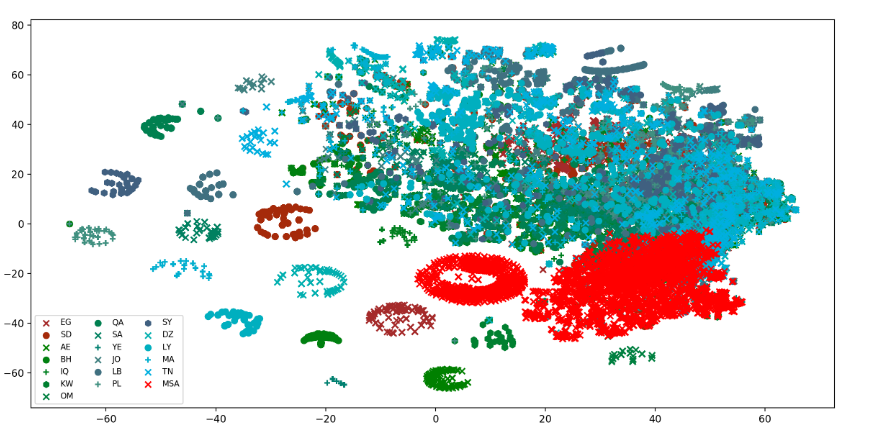 80
60
40
20
0
−20
−40
−60
EG QA SY
SD SA DZ
AE YE LY
BH JO MA
IQ LB TN
KW PL MSA
OM
−60 −40 −20 0 20 40 60